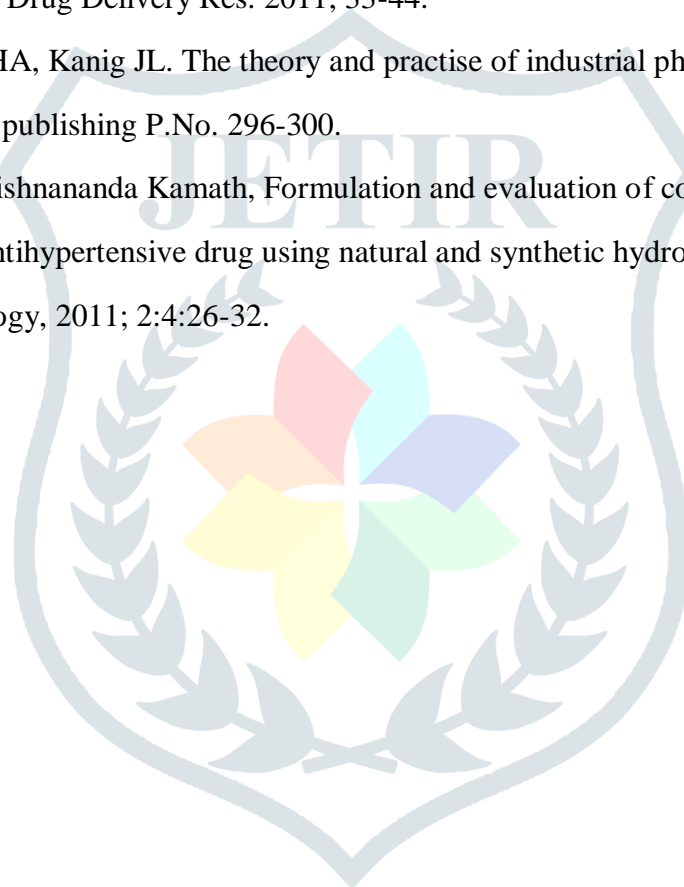 Drug Delivery Res. 2011; 33-44.
HA, Kanig JL. The theory and practise of industrial ph
publishing P.No. 296-300.
ishnananda Kamath, Formulation and evaluation of co
ntihypertensive drug using natural and synthetic hydro
ogy, 2011; 2:4:26-32.
JETIR